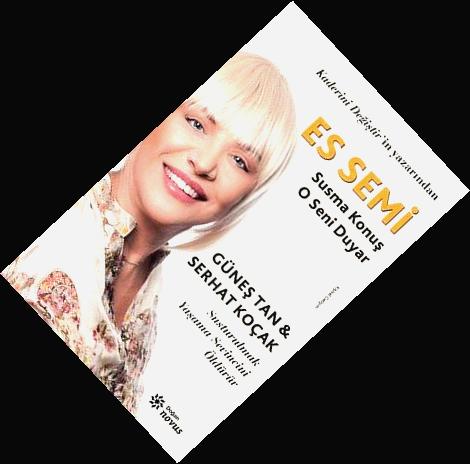 Kaderini Değiştir'in yazarından
ES SEMİ
Susma Konuş
O Seni Duyar
GÜNEŞ TAN &
SERHAT KOÇAK
Susturulmak
Yaşama Sevincini
Öldürür
Doğan
novus